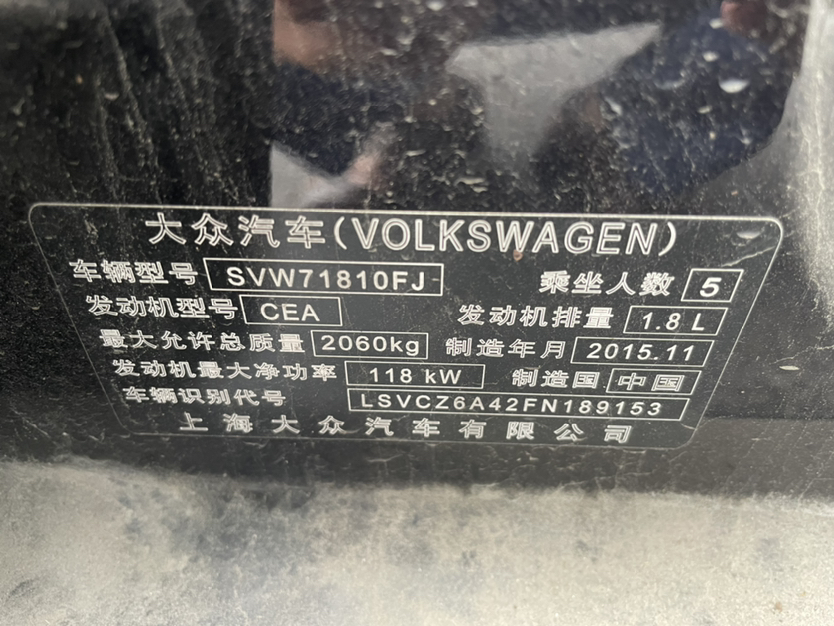 大众汽车(VOLKSWAGEN)
车辆型号 SVW71810FJ 乘坐人数 5
发动机型号 CEA 发动机排量 1.8 L
最大允许总质量 2060kg 制造年月 2015.11
发动机最大净功率 118 kW 制造国 中国
车辆识别代号 LSVCZ6A42FN189153
上海大众汽车有限公司